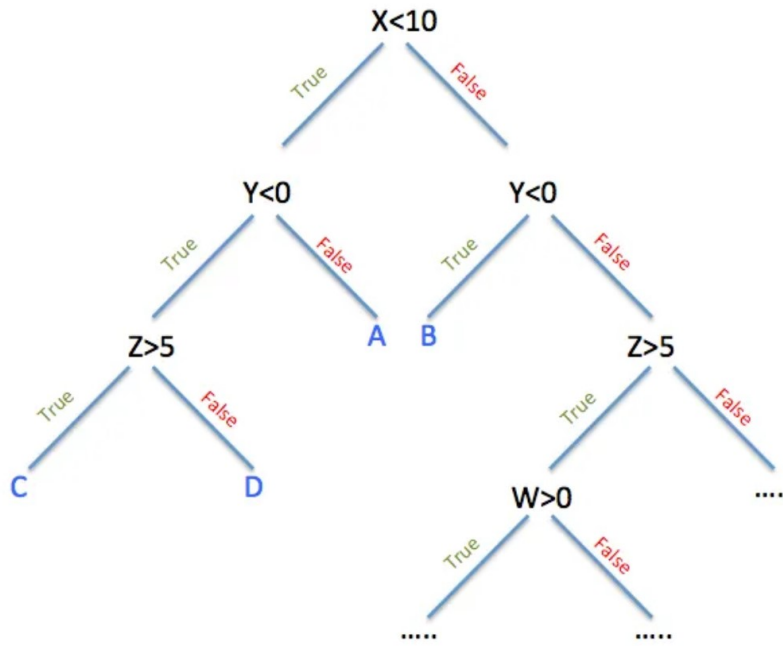 X<10
True
False
Y<0
Y<0
True
False
True
False
Z>5
A
B
Z>5
True
False
True
False
C
D
W>0
....
True
False
.....
.....